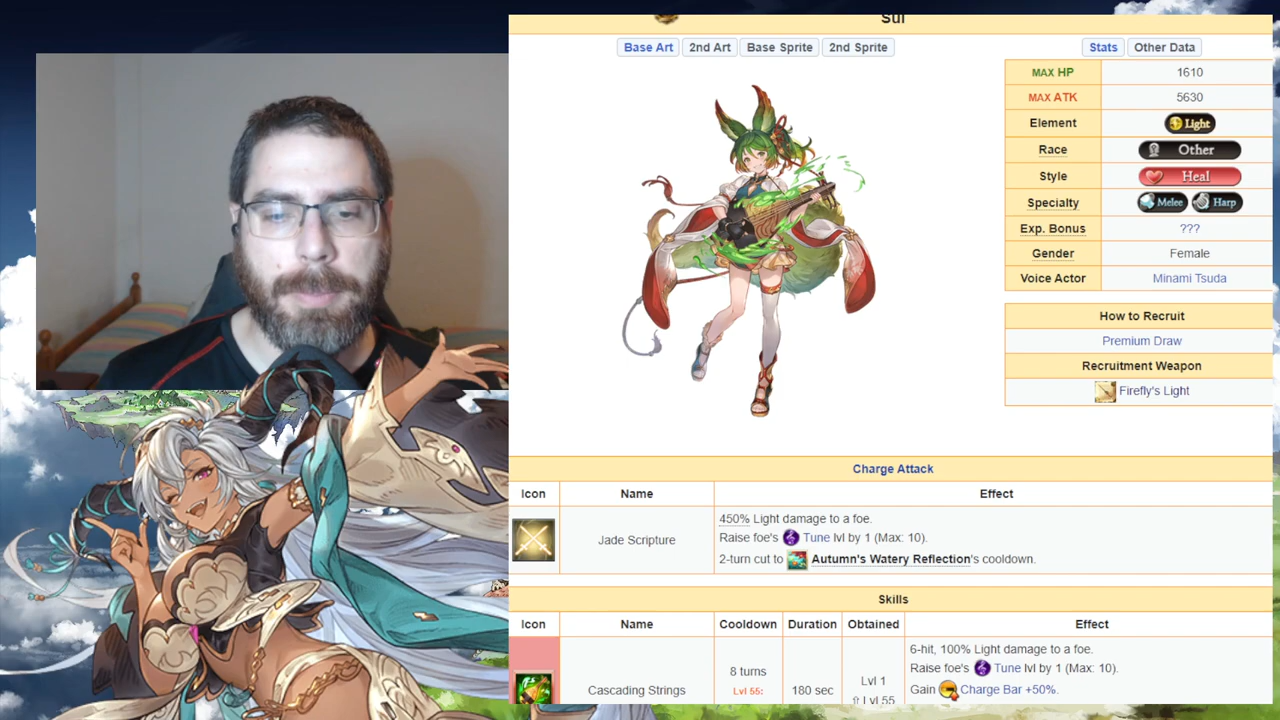 Sui
Base Art 2nd Art Base Sprite 2nd Sprite
Stats Other Data
MAX HP 1610
MAX ATK 5630
Element Light
Race Other
Style Heal
Specialty Melee Harp
Exp. Bonus ???
Gender Female
Voice Actor Minami Tsuda
How to Recruit
Premium Draw
Recruitment Weapon
Firefly's Light
Charge Attack
Icon Name Effect
Jade Scripture
450% Light damage to a foe.
Raise foe's Tune lvl by 1 (Max: 10).
2-turn cut to Autumn's Watery Reflection's cooldown.
Skills
Icon Name Cooldown Duration Obtained Effect
Cascading Strings
8 turns
Lvl 55:
180 sec
Lvl 1
⇧ Lvl 55
6-hit, 100% Light damage to a foe.
Raise foe's Tune lvl by 1 (Max: 10).
Gain Charge Bar +50%.